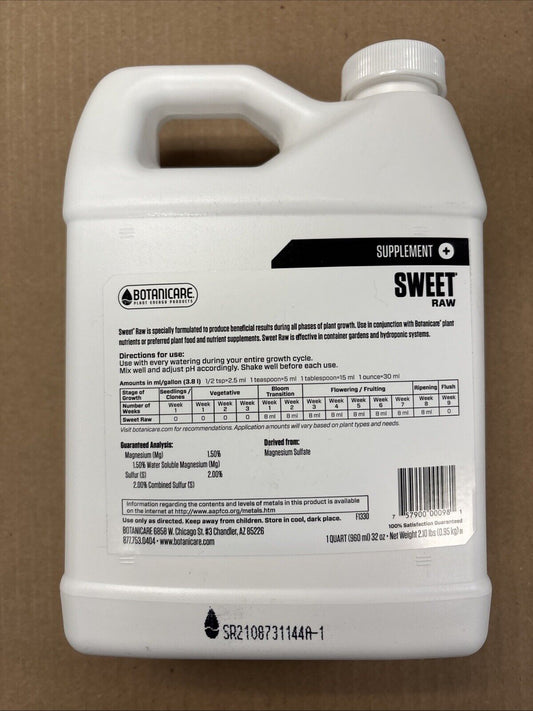 SUPPLEMENT +
BOTANICARE
PLANT ENERGY PRODUCTS
SWEET
RAW
Sweet® Raw is specially formulated to produce beneficial results during all phases of plant growth. Use in conjunction with Botanicare® plant
nutrients or preferred plant food and nutrient supplements. Sweet Raw is effective in container gardens and hydroponic systems.
Directions for use:
Use with every watering during your entire growth cycle.
Mix well and adjust pH accordingly. Shake well before each use.
Amounts in ml/gallon (3.8 l) 1/2 tsp=2.5 ml 1 teaspoon=5 ml 1 tablespoon=15 ml 1 ounce=30 ml
Stage of Growth Seedlings / Clones Vegetative Bloom Transition Flowering / Fruiting Ripening Flush
Number of Weeks Week 1 Week 1 Week 2 Week 3 Week 1 Week 2 Week 3 Week 4 Week 5 Week 6 Week 7 Week 8 Week 9
Sweet Raw 0 0 0 0 8 ml 8 ml 8 ml 8 ml 8 ml 8 ml 8 ml 8 ml 0
Visit botanicare.com for recommendations. Application amounts will vary based on plant types and needs.
Guaranteed Analysis:
Magnesium (Mg) 1.50%
1.50% Water Soluble Magnesium (Mg)
Sulfur (S) 2.00%
2.00% Combined Sulfur (S)
Derived from:
Magnesium Sulfate
Information regarding the contents and levels of metals in this product is available
on the internet at http://www.aapfco.org/metals.htm
Use only as directed. Keep away from children. Store in cool, dark place. F1330
BOTANICARE 6858 W. Chicago St. #3 Chandler, AZ 85226
877.753.0404 • www.botanicare.com
7 57900 00098 1
100% Satisfaction Guaranteed
1 QUART (960 ml) 32 oz • Net Weight 2.10 lbs (0.95 kg)
SR2108731144A-1